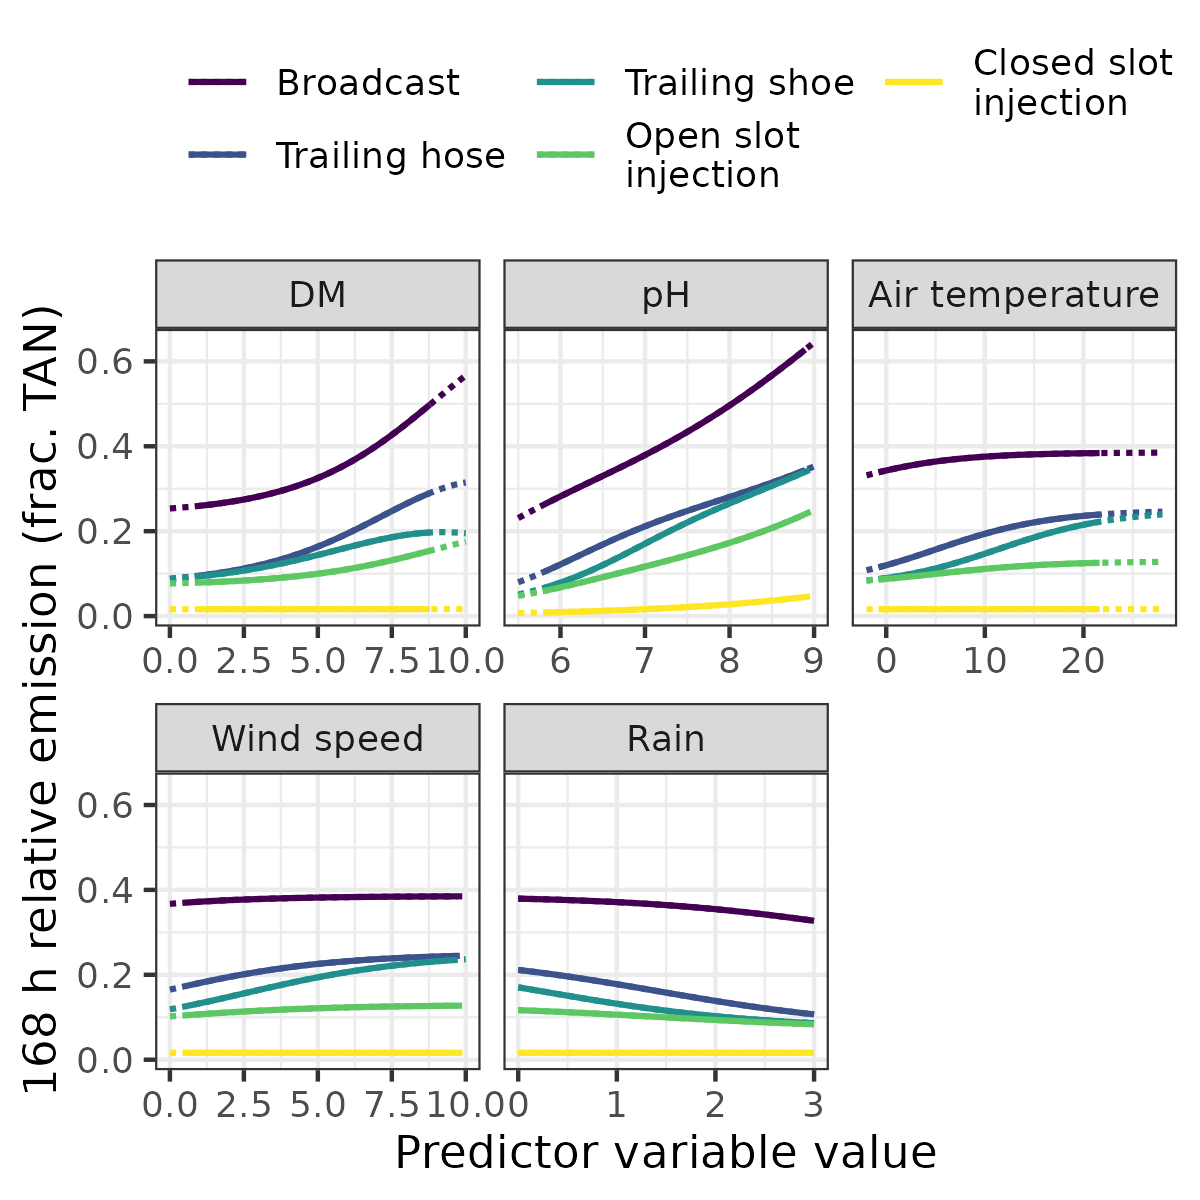 Broadcast
Trailing hose
Trailing shoe
Open slot
injection
Closed slot
injection
168 h relative emission (frac. TAN)
DM
pH
Air temperature
0.6
0.4
0.2
0.0
0.0 2.5 5.0 7.5 10.0
6 7 8 9
0 10 20
Wind speed
Rain
0.6
0.4
0.2
0.0
0.0 2.5 5.0 7.5 10.0
0 1 2 3
Predictor variable value